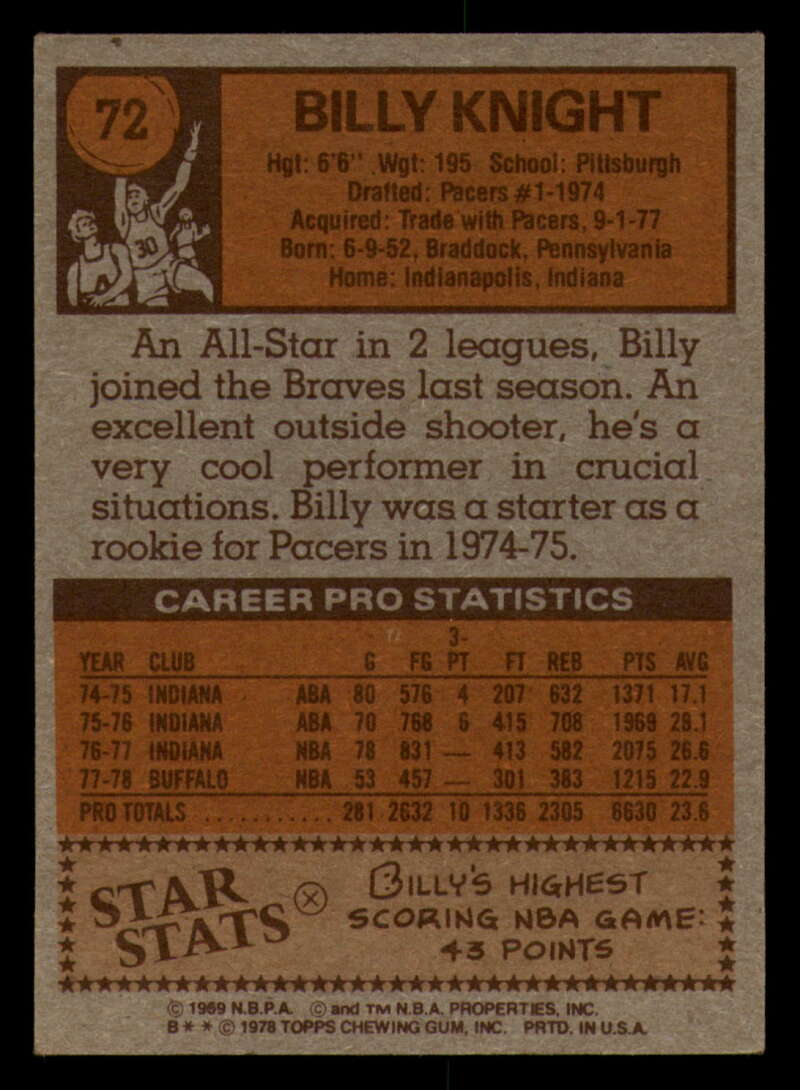 72
30
A
BILLY KNIGHT
Hgt: 6'6" Wgt: 195 School: Pittsburgh
Drafted: Pacers #1-1974
Acquired: Trade with Pacers, 9-1-77
Born: 6-9-52, Braddock, Pennsylvania
Home: Indianapolis, Indiana
An All-Star in 2 leagues, Billy
joined the Braves last season. An
excellent outside shooter, he's a
very cool performer in crucial
situations. Billy was a starter as a
rookie for Pacers in 1974-75.
CAREER PRO STATISTICS
3-
YEAR CLUB G FG PT FT REB PTS AVG
74-75 INDIANA ABA 80 576 4 207 632 1371 17.1
75-76 INDIANA ABA 70 768 6 415 708 1969 28.1
76-77 INDIANA NBA 78 831 — 413 582 2075 26.6
77-78 BUFFALO NBA 53 457 — 301 383 1215 22.9
PRO TOTALS ........... 281 2632 10 1336 2305 6630 23.6
STAR
STATS
BILLY'S HIGHEST
SCORING NBA GAME:
43 POINTS
© 1969 N.B.P.A. © and TM N.B.A. PROPERTIES, INC.
B * * © 1978 TOPPS CHEWING GUM, INC. PRTD. IN U.S.A.